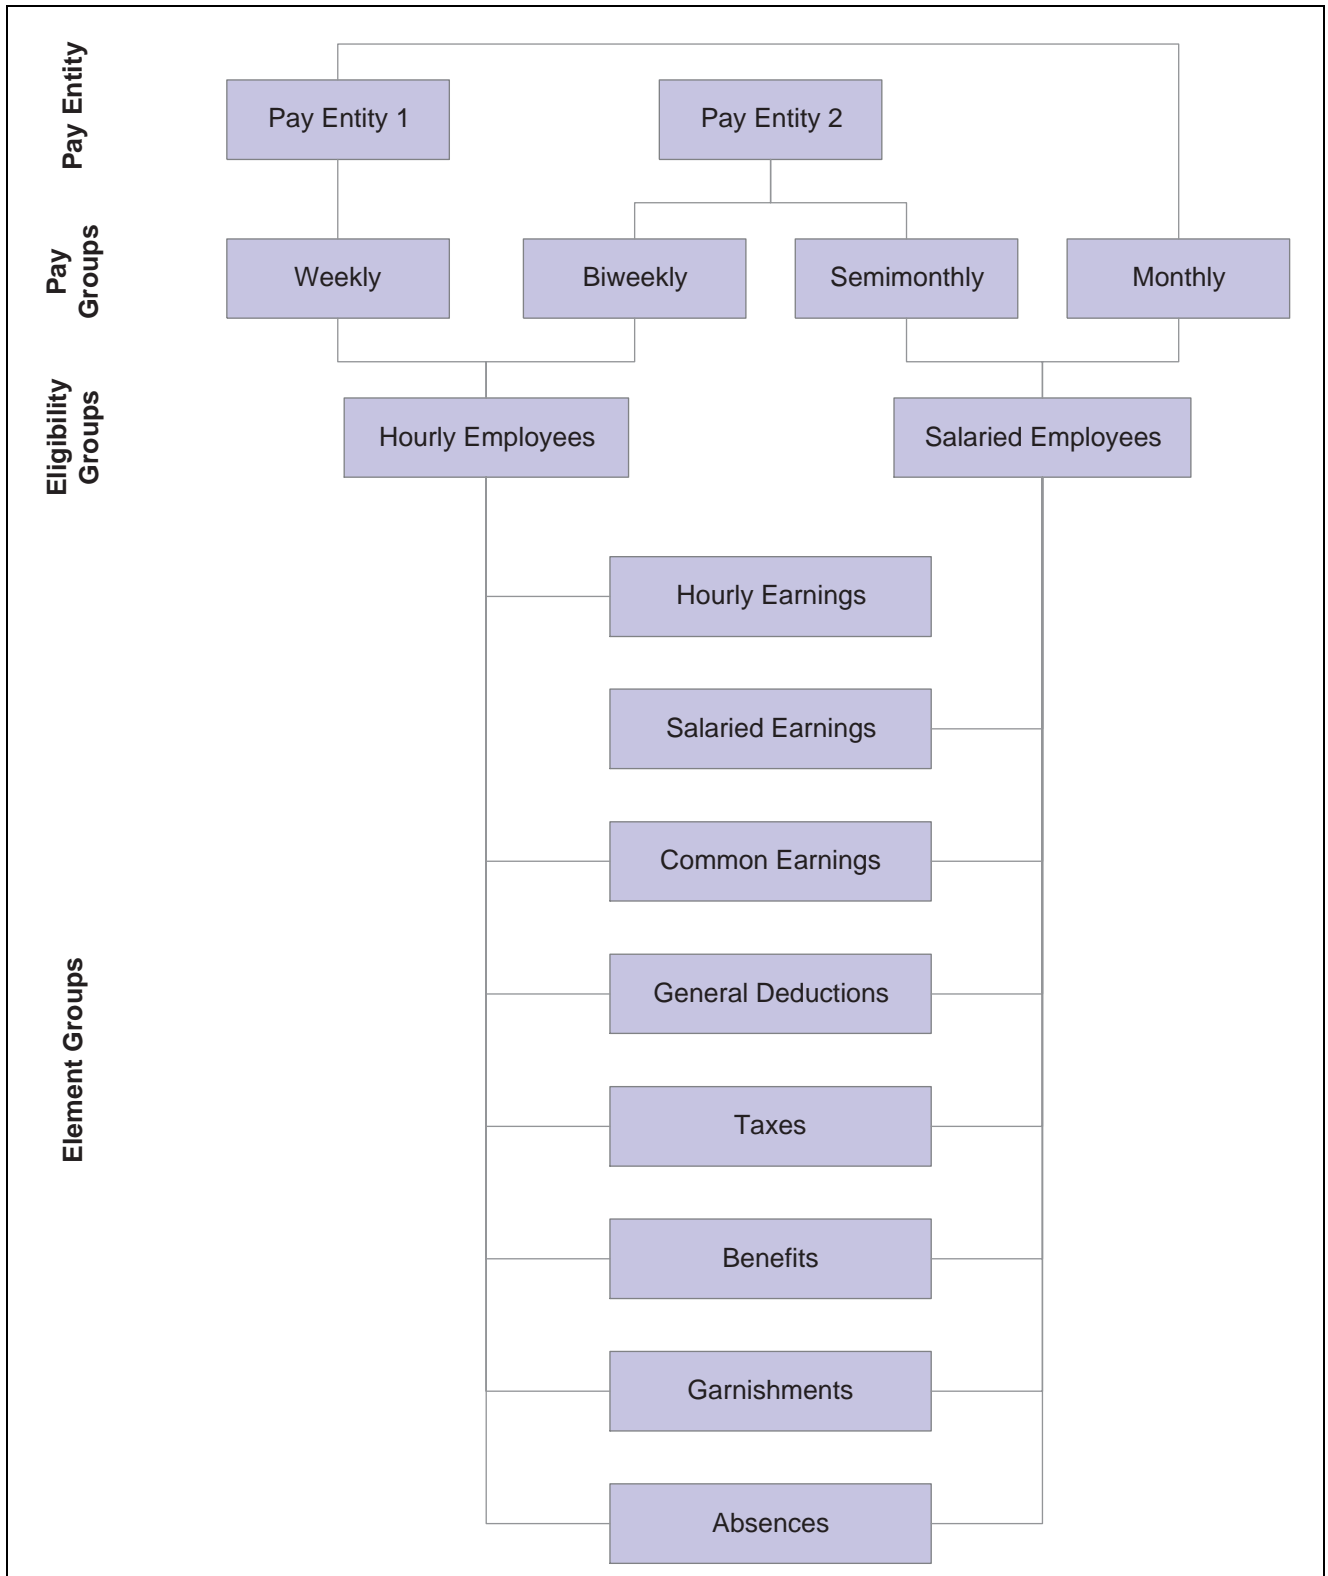 Pay Entity
Pay Entity 1
Pay Entity 2
Pay
Groups
Weekly
Biweekly
Semimonthly
Monthly
Eligibility
Groups
Hourly Employees
Salaried Employees
Element Groups
Hourly Earnings
Salaried Earnings
Common Earnings
General Deductions
Taxes
Benefits
Garnishments
Absences